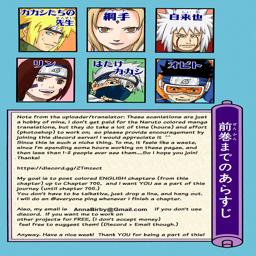 カカシたちの
先生
綱手
自来也
リン
はたけ
カカシ
オビト
前巻までのあらすじ
Note from the uploader/translator: These scanlations are just
a hobby of mine, I don't get paid for the Naruto colored manga
translations, but they do take a lot of time (hours) and effort
(photoshop) to work on, so please provide encouragement by
joining this discord server! I would appreciate it
Since this is such a niche thing, to me, it feels like a waste,
since I'm spending some hours working on these pages, and
then less than 1-2 people ever see them....So I hope you join!
Thanks!
My goal is to post colored ENGLISH chapters (from this
chapter) up to Chapter 700, and I want YOU as a part of this
journey (until chapter 700.)
You don't have to be talkative, just drop a line, and hang out.
I will do an @everyone ping whenever I finish a chapter.
Also, my email is AnnaBirby@Gmail.com if you don't use
discord. If you want me to work on
other projects for FREE, (I don't accept money)
feel free to suggest them! (Discord > Email though.)
Anyway. Have a nice week! Thank YOU for being a part of this!